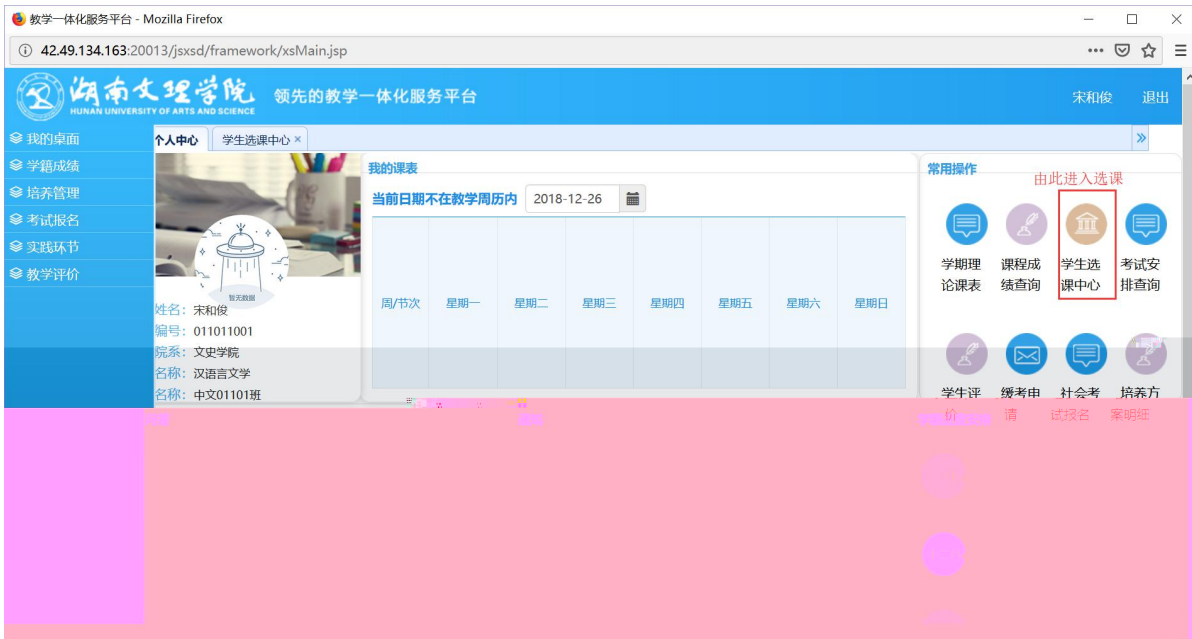 教学一体化服务平台 - Mozilla Firefox
42.49.134.163:20013/jsxsd/framework/xsMain.jsp
湖南文理学院
HUNAN UNIVERSITY OF ARTS AND SCIENCE
领先的教学一体化服务平台
宋和俊 退出
我的桌面
学籍成绩
培养管理
考试报名
实践环节
教学评价
个人中心 学生选课中心 ×
暂无数据
姓名：宋和俊
编号：011011001
院系：文史学院
名称：汉语言文学
名称：中文01101班
我的课表
当前日期不在教学周历内 2018-12-26
周/节次 星期一 星期二 星期三 星期四 星期五 星期六 星期日
常用操作
由此进入选课
学期理 课程成 学生选 考试安
论课表 绩查询 课中心 排查询
学生评 缓考申 社会考 培养方
价 请 试报名 案明细